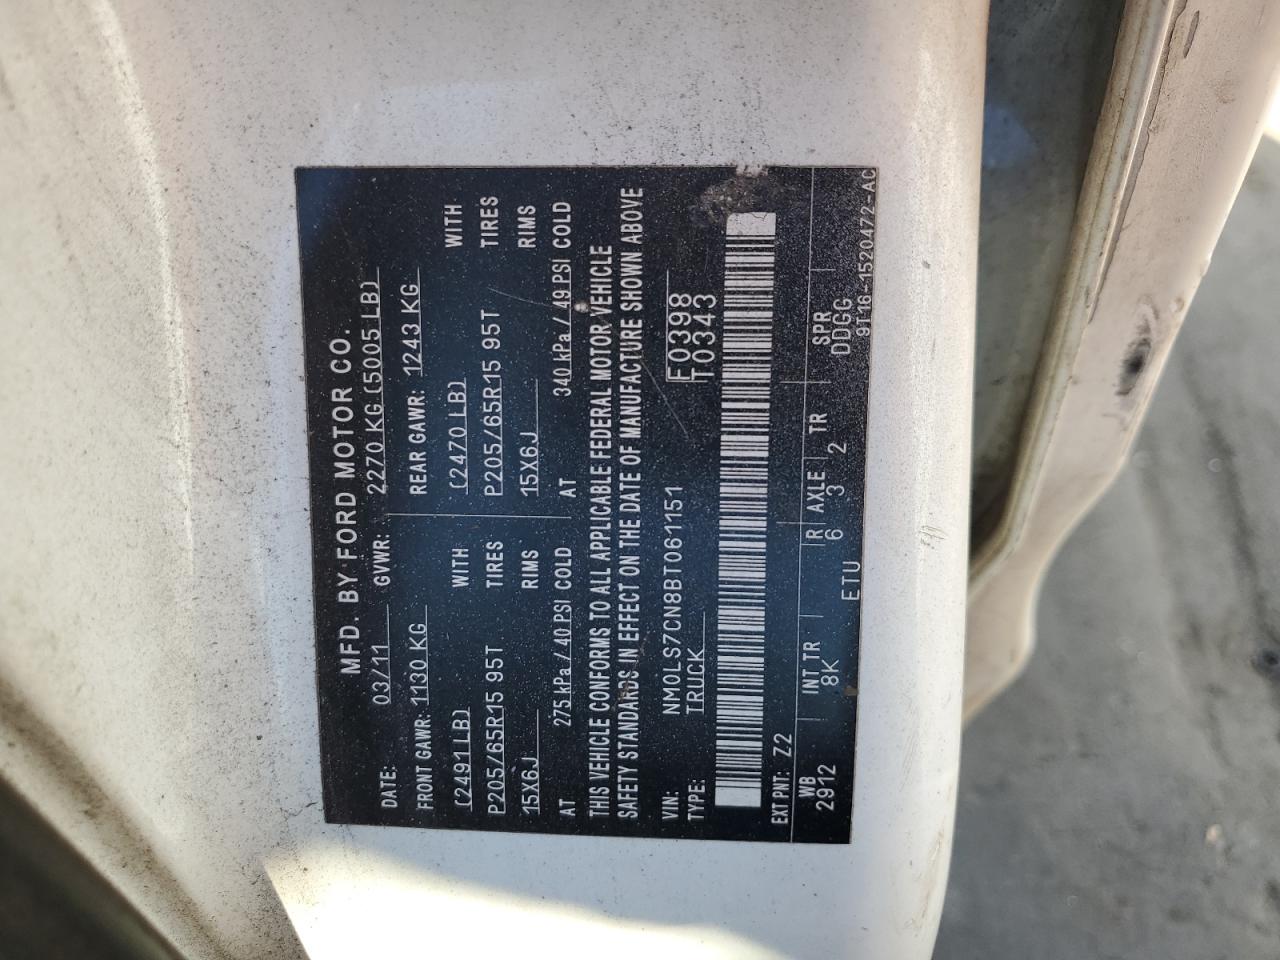 MFD. BY FORD MOTOR CO.
DATE: 03/11 GVWR: 2270 KG (5005 LB)
FRONT GAWR: 1130 KG REAR GAWR: 1243 KG
(2491 LB) WITH (2470 LB) WITH
P205/65R15 95T TIRES P205/65R15 95T TIRES
15X6J RIMS 15X6J RIMS
AT 275 kPa / 40 PSI COLD AT 340 kPa / 49 PSI COLD
THIS VEHICLE CONFORMS TO ALL APPLICABLE FEDERAL MOTOR VEHICLE
SAFETY STANDARDS IN EFFECT ON THE DATE OF MANUFACTURE SHOWN ABOVE
VIN: NM0LS7CN8BT061151 F0398
TYPE: TRUCK T0343
EXT PNT: Z2
WB INT TR R AXLE TR SPR
2912 8K 6 3 2 DDGG
ETU 9T16-1520472-AC